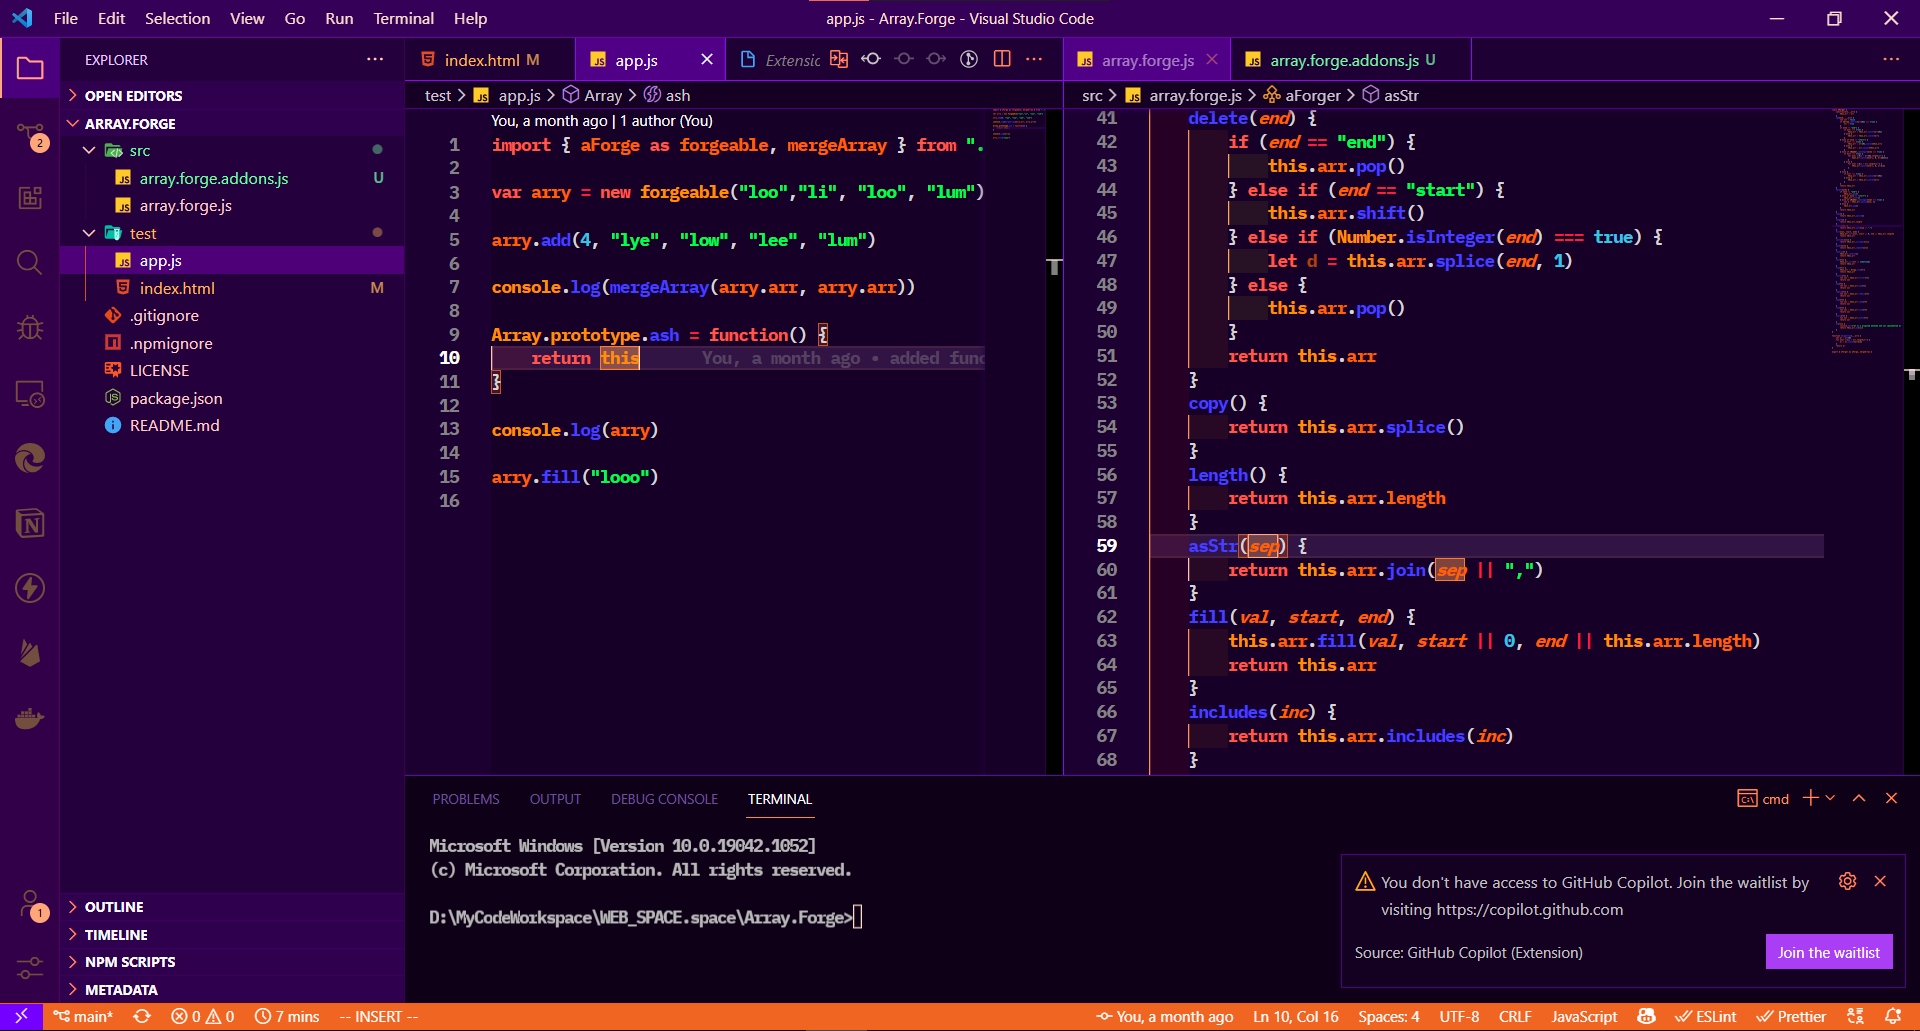 File Edit Selection View Go Run Terminal Help
app.js - Array.Forge - Visual Studio Code
EXPLORER
OPEN EDITORS
ARRAY.FORGE
src
array.forge.addons.js U
array.forge.js
test
app.js
index.html M
.gitignore
.npmignore
LICENSE
package.json
README.md
OUTLINE
TIMELINE
NPM SCRIPTS
METADATA
2
1
index.html M
app.js
Extensic
test > app.js > Array > ash
You, a month ago | 1 author (You)
1 import { aForge as forgeable, mergeArray } from ".
2
3 var arry = new forgeable("loo","li", "loo", "lum")
4
5 arry.add(4, "lye", "low", "lee", "lum")
6
7 console.log(mergeArray(arry.arr, arry.arr))
8
9 Array.prototype.ash = function() {
10 return this You, a month ago • added func
11 }
12
13 console.log(arry)
14
15 arry.fill("looo")
16
array.forge.js
array.forge.addons.js U
src > array.forge.js > aForger > asStr
41 delete(end) {
42 if (end == "end") {
43 this.arr.pop()
44 } else if (end == "start") {
45 this.arr.shift()
46 } else if (Number.isInteger(end) === true) {
47 let d = this.arr.splice(end, 1)
48 } else {
49 this.arr.pop()
50 }
51 return this.arr
52 }
53 copy() {
54 return this.arr.splice()
55 }
56 length() {
57 return this.arr.length
58 }
59 asStr(sep) {
60 return this.arr.join(sep || ",")
61 }
62 fill(val, start, end) {
63 this.arr.fill(val, start || 0, end || this.arr.length)
64 return this.arr
65 }
66 includes(inc) {
67 return this.arr.includes(inc)
68 }
PROBLEMS OUTPUT DEBUG CONSOLE TERMINAL
cmd
Microsoft Windows [Version 10.0.19042.1052]
(c) Microsoft Corporation. All rights reserved.
D:\MyCodeWorkspace\WEB_SPACE.space\Array.Forge>
You don't have access to GitHub Copilot. Join the waitlist by
visiting https://copilot.github.com
Source: GitHub Copilot (Extension)
Join the waitlist
main* 0 0 7 mins -- INSERT -- You, a month ago Ln 10, Col 16 Spaces: 4 UTF-8 CRLF JavaScript ESLint Prettier